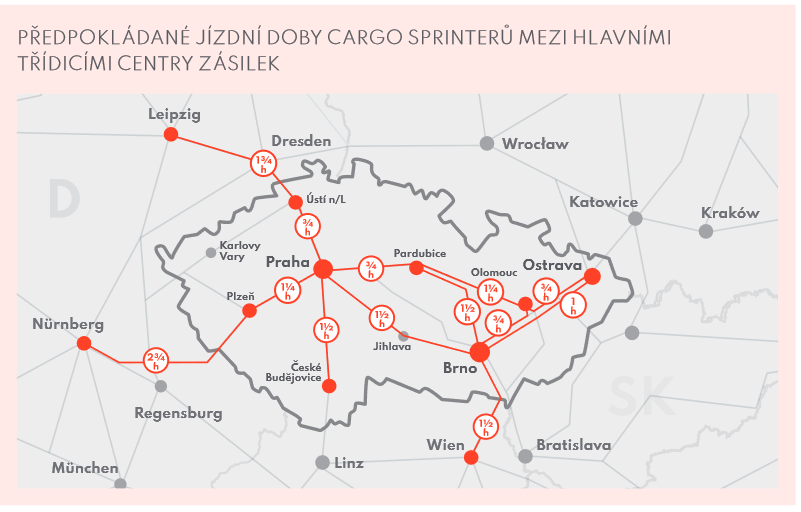 PŘEDPOKLÁDANÉ JÍZDNÍ DOBY CARGO SPRINTERŮ MEZI HLAVNÍMI
TŘÍDICÍMI CENTRY ZÁSILEK
Leipzig
Dresden
Wrocław
1¾
h
D
Ústí n/L
Katowice
Kraków
¾
h
Karlovy
Vary
Praha
Pardubice
¾
h
Olomouc
Ostrava
Plzeň
1¼
h
1¼
h
¾
h
1
h
Nürnberg
1½
h
1½
h
1½
h
¾
h
Jihlava
2¾
h
České
Budějovice
Brno
SK
Regensburg
1½
h
Wien
Bratislava
München
Linz